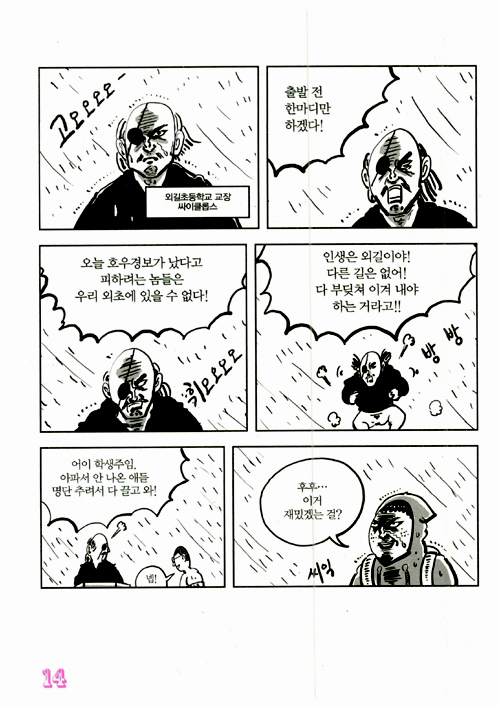 고오오오오-
외길초등학교 교장
싸이클롭스
출발 전
한마디만
하겠다!
오늘 호우경보가 났다고
피하려는 놈들은
우리 외초에 있을 수 없다!
휘오오오오
인생은 외길이야!
다른 길은 없어!
다 부딪쳐 이겨 내야
하는 거라고!!
방 방
어이 학생주임,
아파서 안 나온 애들
명단 추려서 다 끌고 와!
넵!
후후…
이거
재밌겠는 걸?
씨익
14